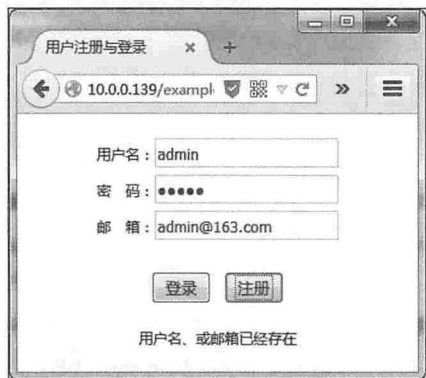 用户注册与登录
10.0.0.139/exampl
用户名：admin
密 码：●●●●●
邮 箱：admin@163.com
登录 注册
用户名、或邮箱已经存在